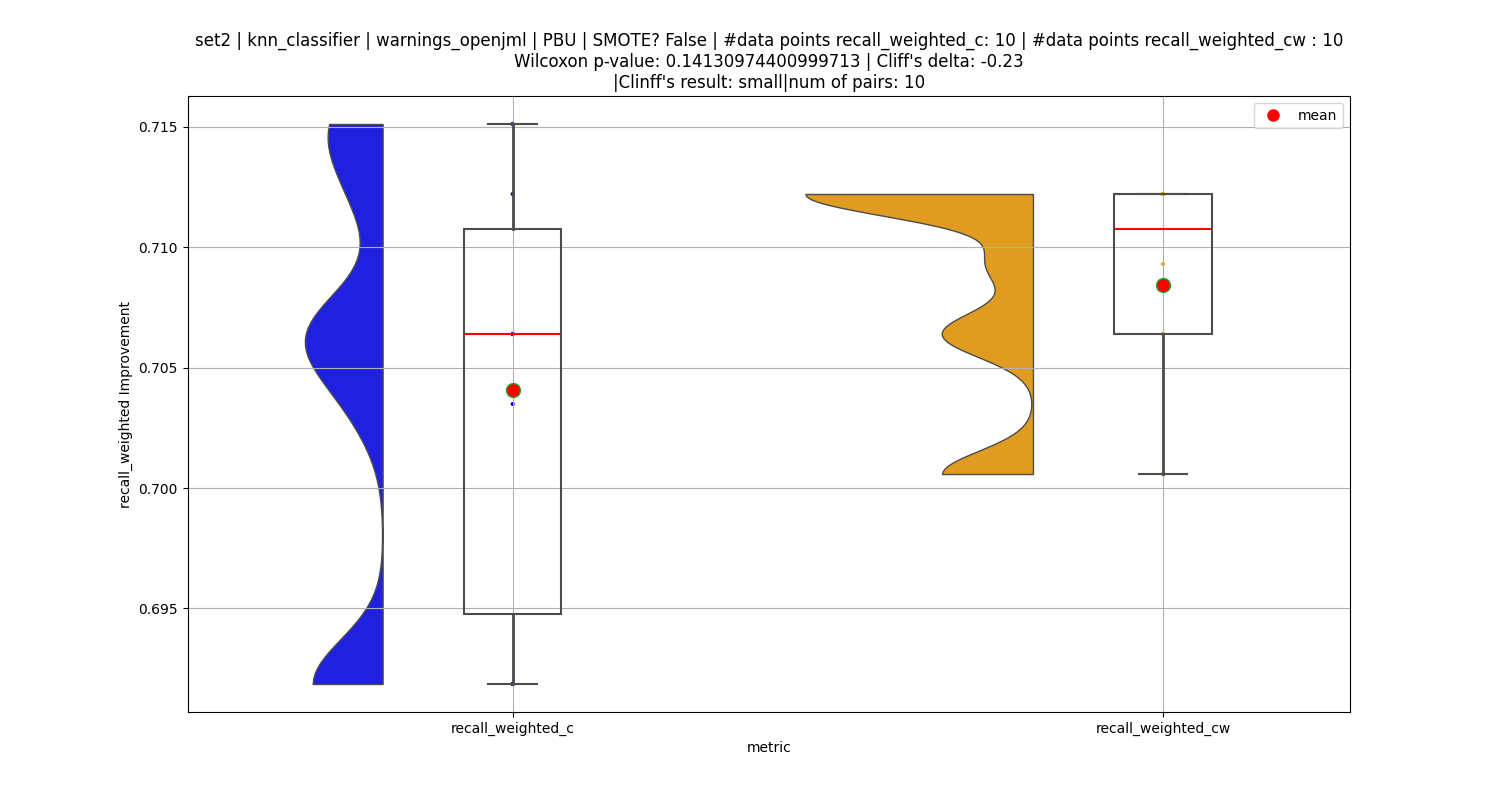 set2 | knn_classifier | warnings_openjml | PBU | SMOTE? False | #data points recall_weighted_c: 10 | #data points recall_weighted_cw : 10
Wilcoxon p-value: 0.14130974400999713 | Cliff's delta: -0.23
|Clinff's result: small|num of pairs: 10
mean
0.715
0.710
0.705
0.700
0.695
recall_weighted Improvement
recall_weighted_c
recall_weighted_cw
metric